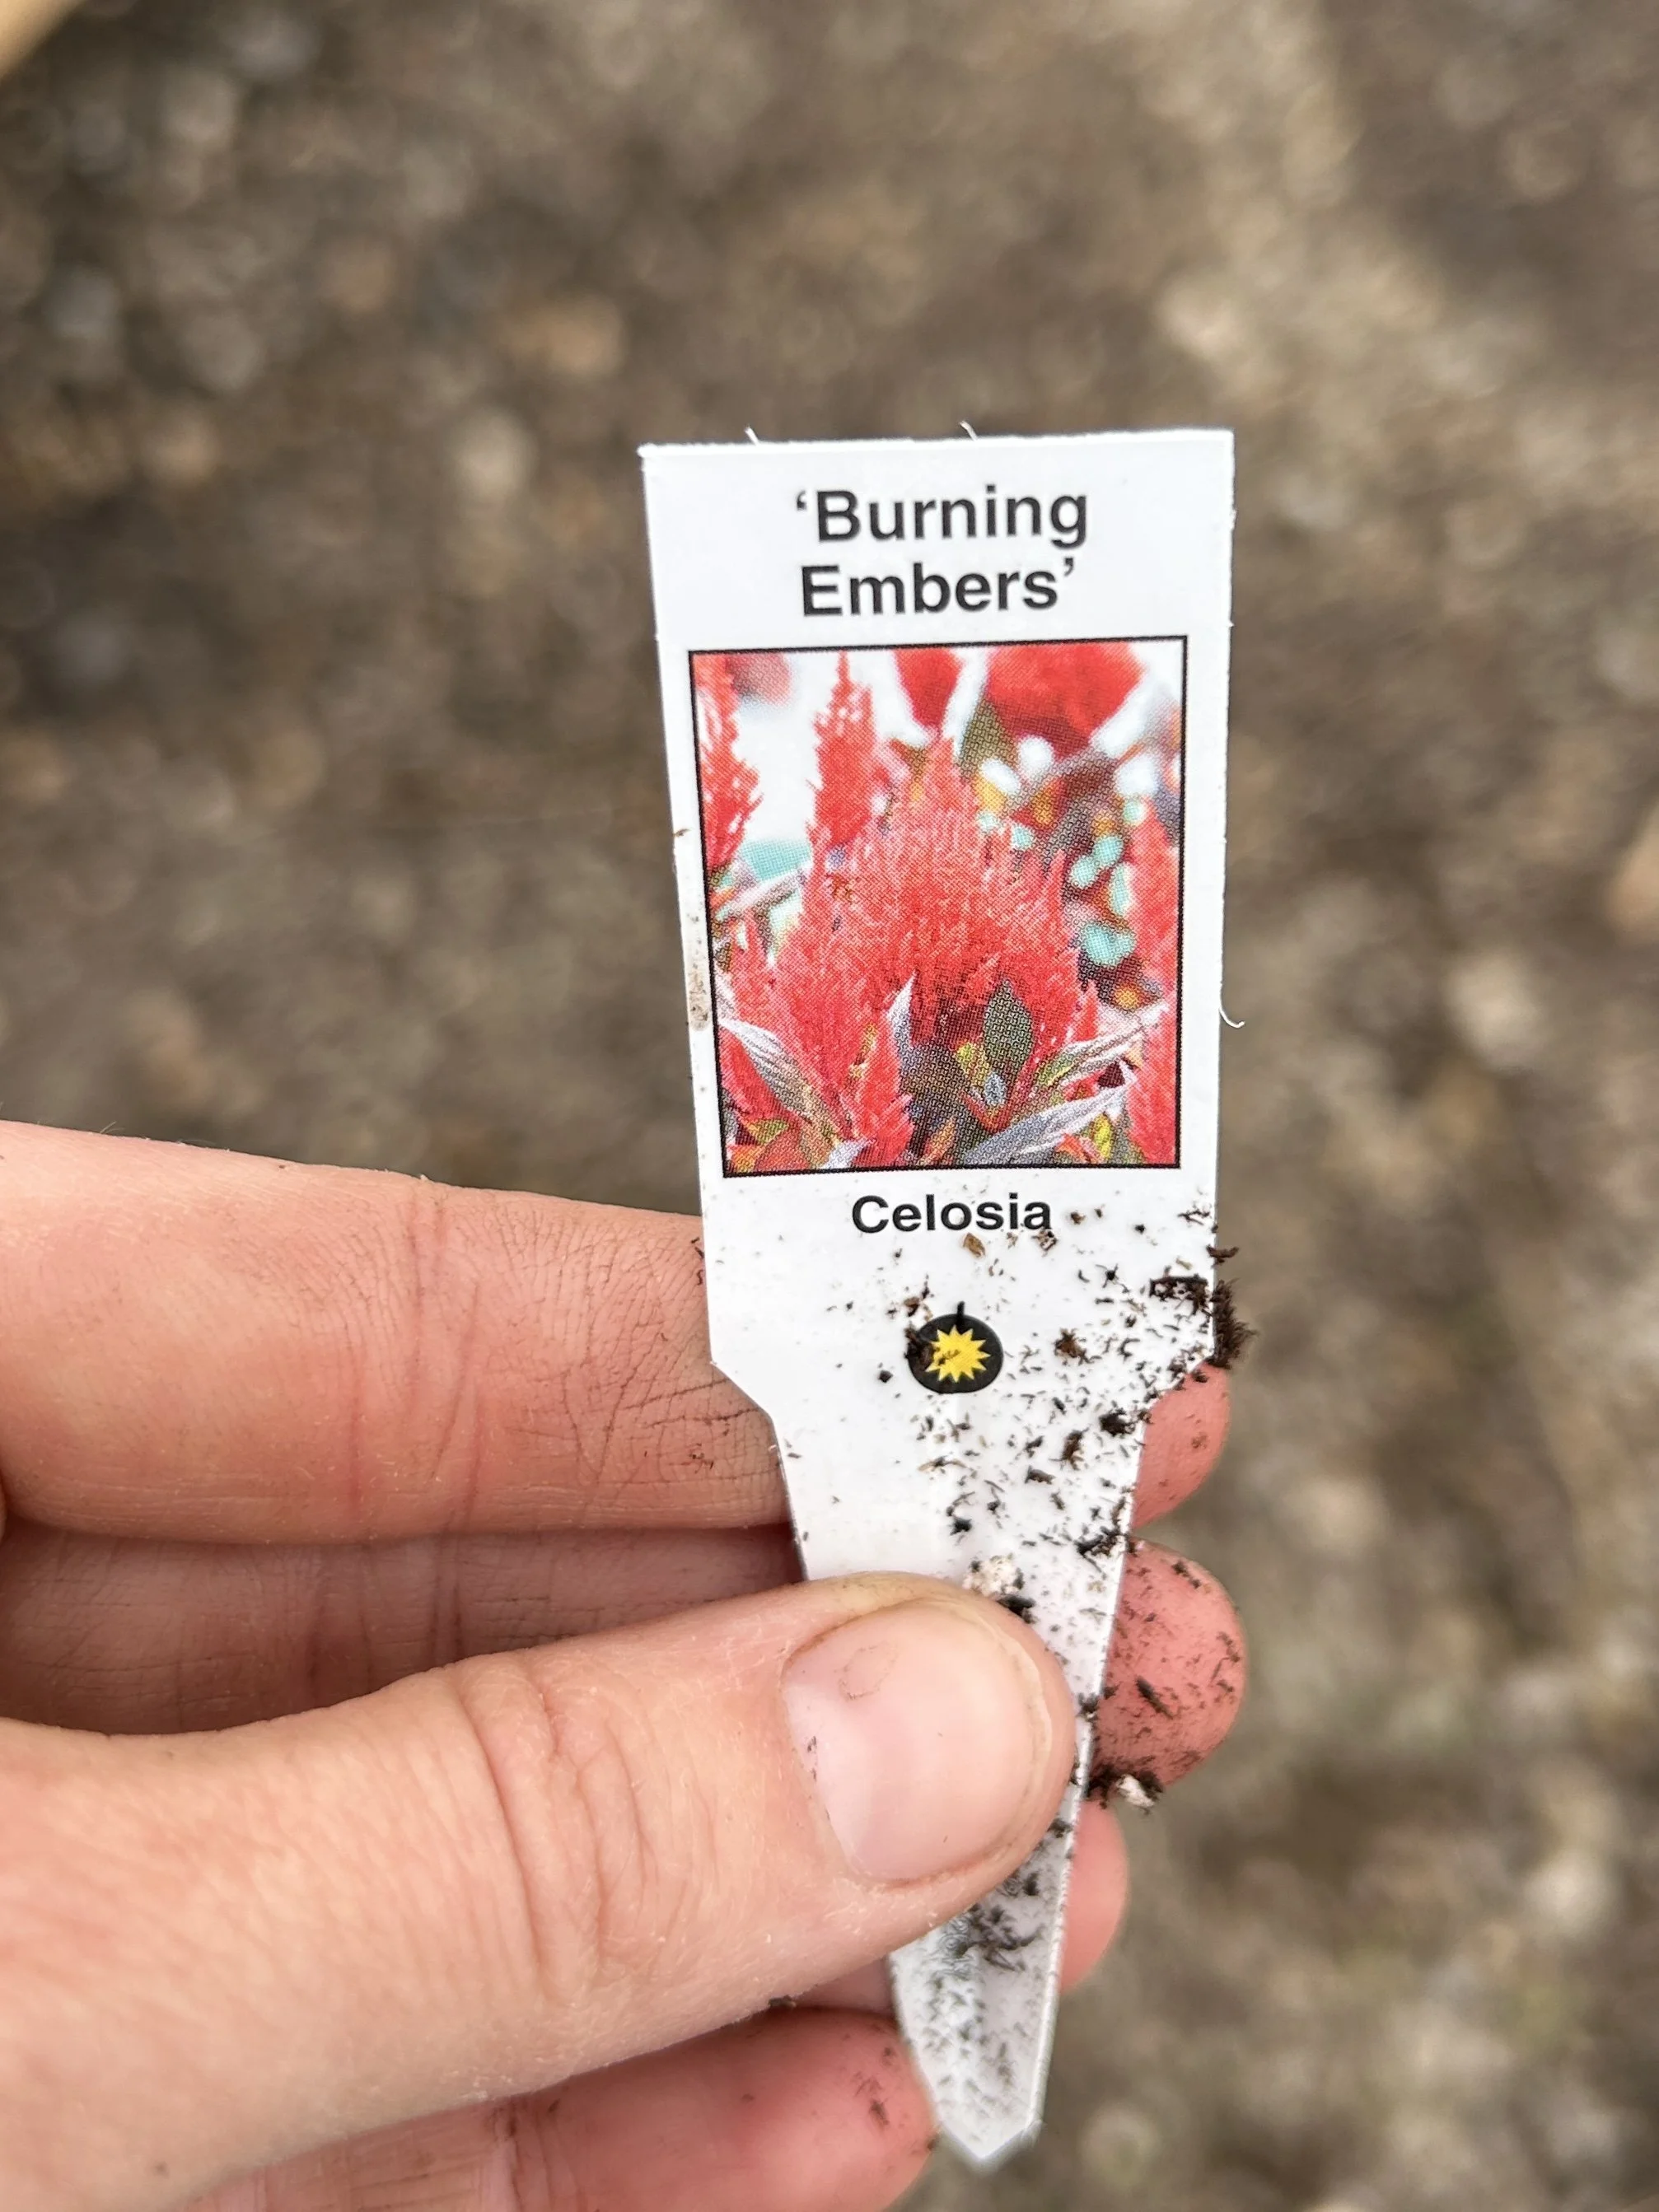 ‘Burning
Embers’
Celosia